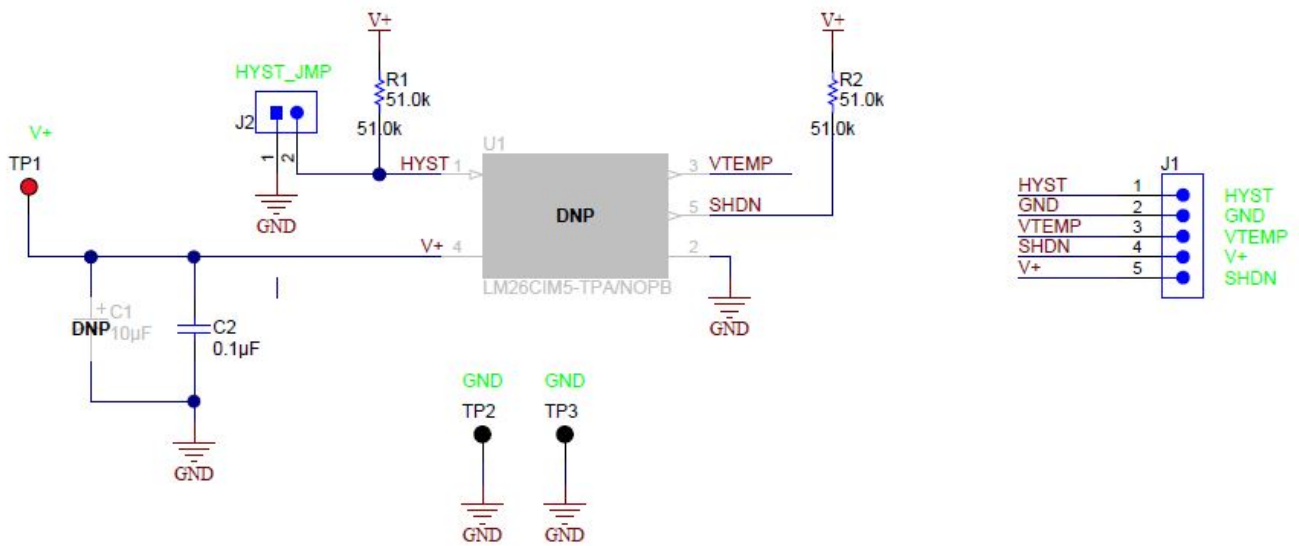 V+
V+
HYST_JMP
R1
51.0k
51.0k
J2
1
2
R2
51.0k
51.0k
V+
TP1
U1
HYST 1
3 VTEMP
DNP
5 SHDN
GND
V+ 4
2
LM26CIM5-TPA/NOPB
GND
C1
DNP 10µF
C2
0.1µF
GND
GND
TP2
GND
GND
TP3
GND
J1
HYST 1 HYST
GND 2 GND
VTEMP 3 VTEMP
SHDN 4 V+
V+ 5 SHDN